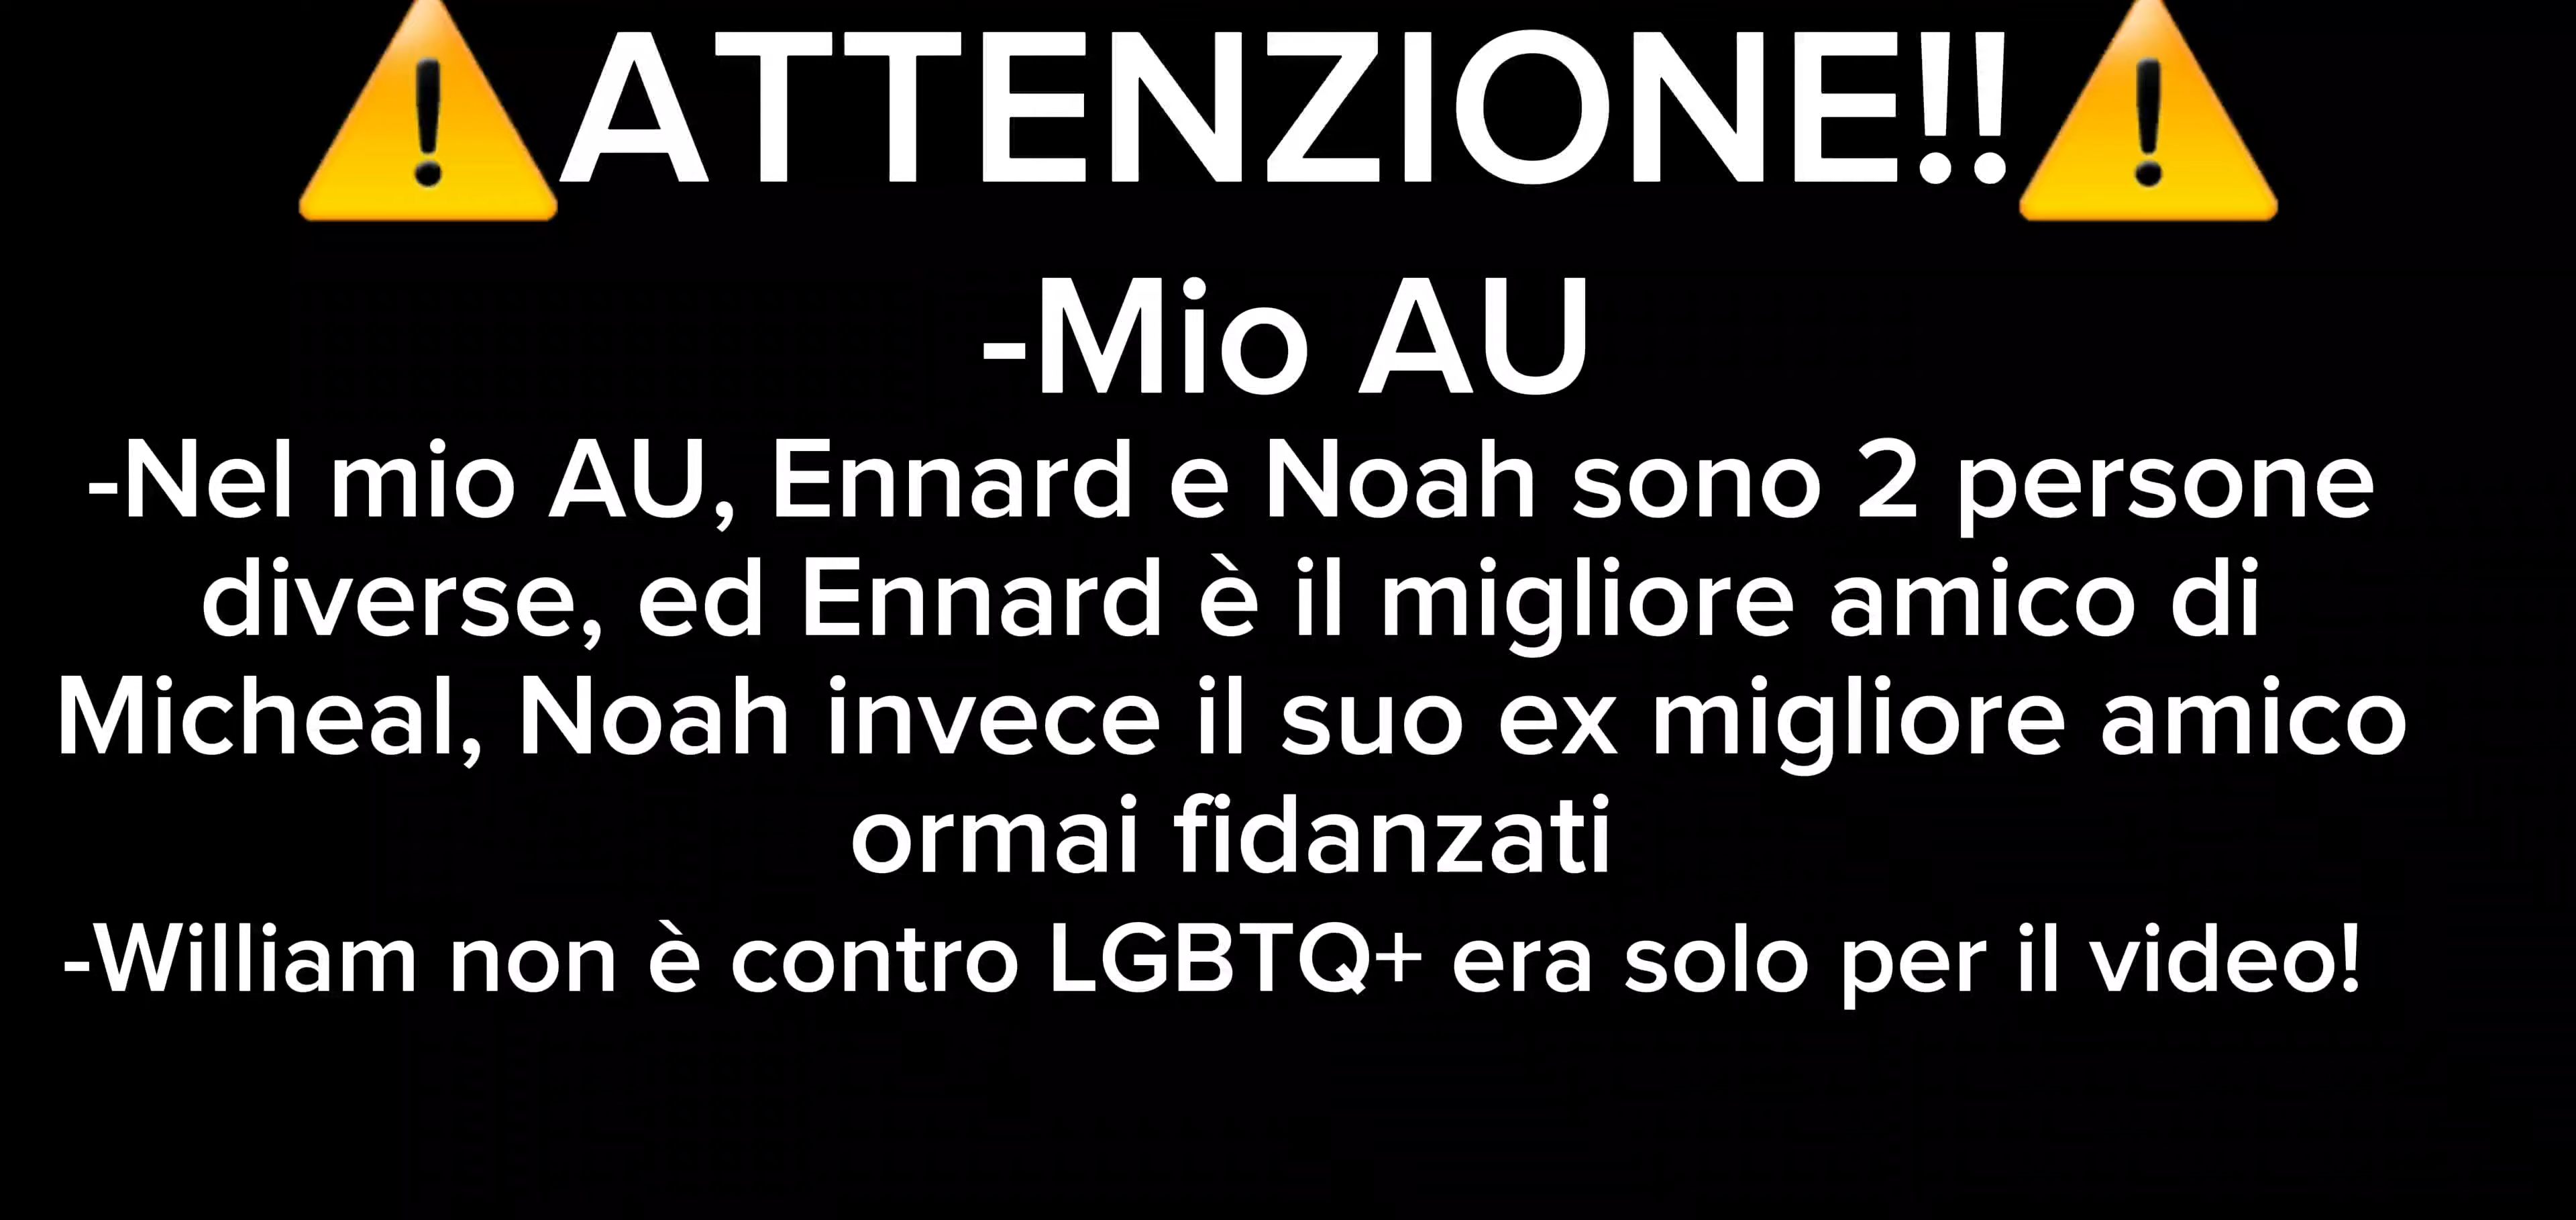 ⚠️ATTENZIONE!!⚠️
-Mio AU
-Nel mio AU, Ennard e Noah sono 2 persone
diverse, ed Ennard è il migliore amico di
Micheal, Noah invece il suo ex migliore amico
ormai fidanzati
-William non è contro LGBTQ+ era solo per il video!